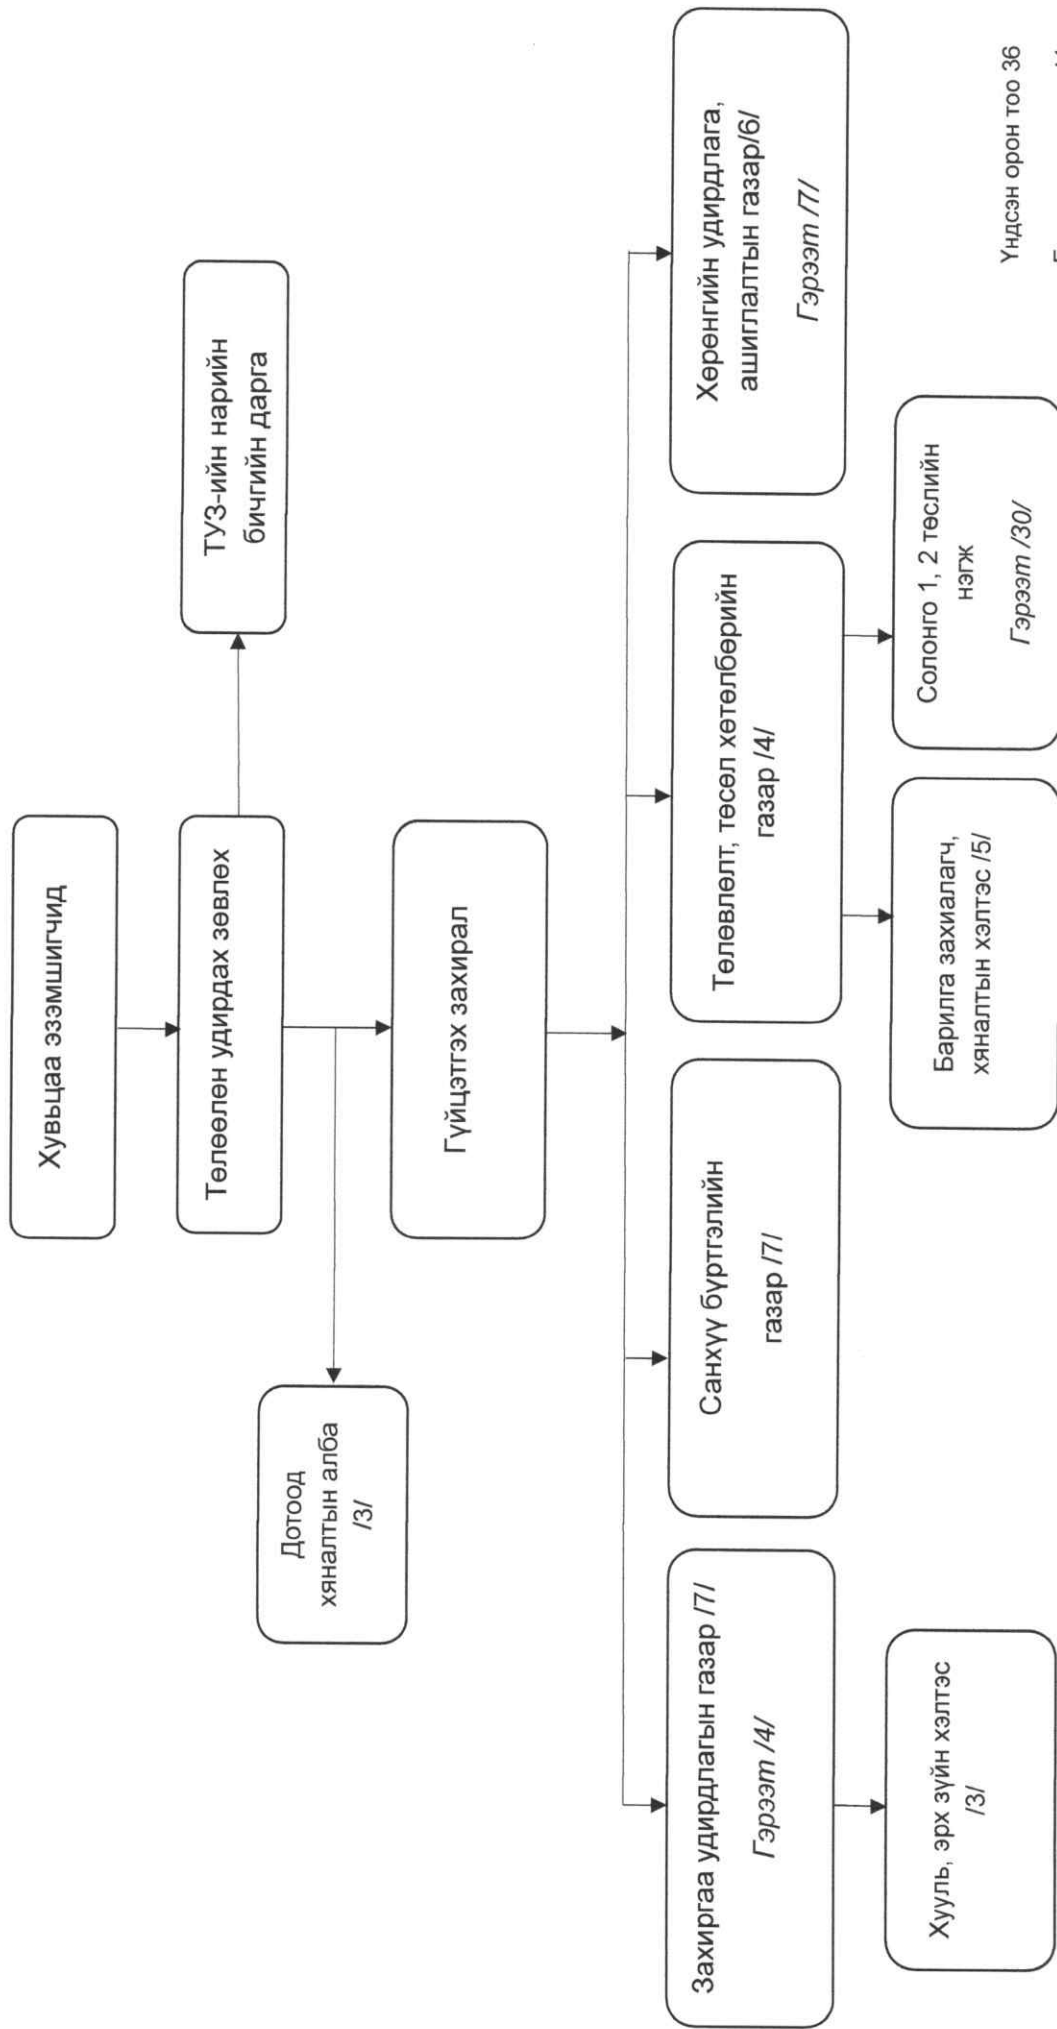 Хувьцаа эзэмшигчид
Төлөөлөн удирдах зөвлөх
ТУЗ-ийн нарийн
бичгийн дарга
Дотоод
хяналтын алба
/3/
Гүйцэтгэх захирал
Захиргаа удирдлагын газар /7/
Гэрээт /4/
Санхүү бүртгэлийн
газар /7/
Төлөвлөлт, төсөл хөтөлбөрийн
газар /4/
Хөрөнгийн удирдлага,
ашиглалтын газар/6/
Гэрээт /7/
Хууль, эрх зүйн хэлтэс
/3/
Барилга захиалагч,
хяналтын хэлтэс /5/
Солонго 1, 2 төслийн
нэгж
Гэрээт /30/
Үндсэн орон тоо 36